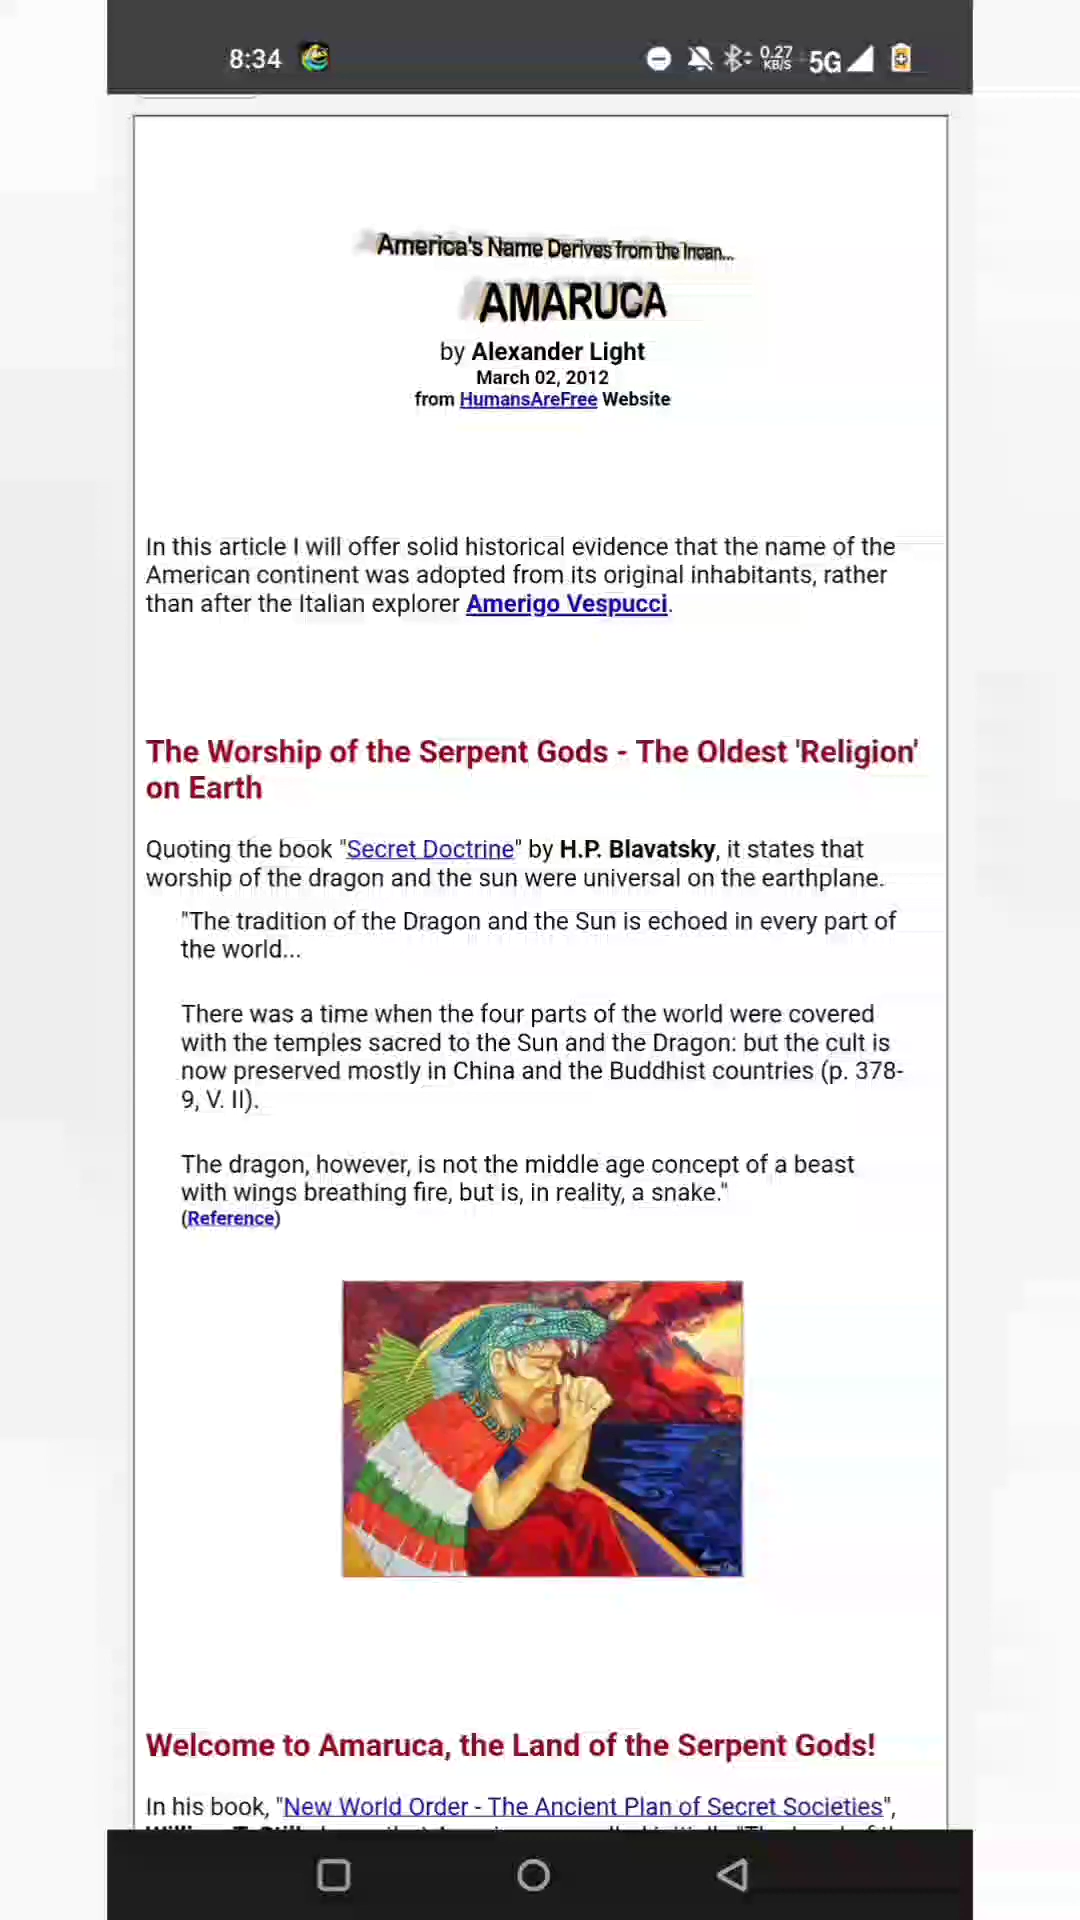 8:34
0.27
KB/S
5G
America's Name Derives from the Incan...
AMARUCA
by Alexander Light
March 02, 2012
from HumansAreFree Website
In this article I will offer solid historical evidence that the name of the
American continent was adopted from its original inhabitants, rather
than after the Italian explorer Amerigo Vespucci.
The Worship of the Serpent Gods - The Oldest 'Religion'
on Earth
Quoting the book "Secret Doctrine" by H.P. Blavatsky, it states that
worship of the dragon and the sun were universal on the earthplane.
"The tradition of the Dragon and the Sun is echoed in every part of
the world...
There was a time when the four parts of the world were covered
with the temples sacred to the Sun and the Dragon: but the cult is
now preserved mostly in China and the Buddhist countries (p. 378-
9, V. II).
The dragon, however, is not the middle age concept of a beast
with wings breathing fire, but is, in reality, a snake."
(Reference)
Welcome to Amaruca, the Land of the Serpent Gods!
In his book, "New World Order - The Ancient Plan of Secret Societies",